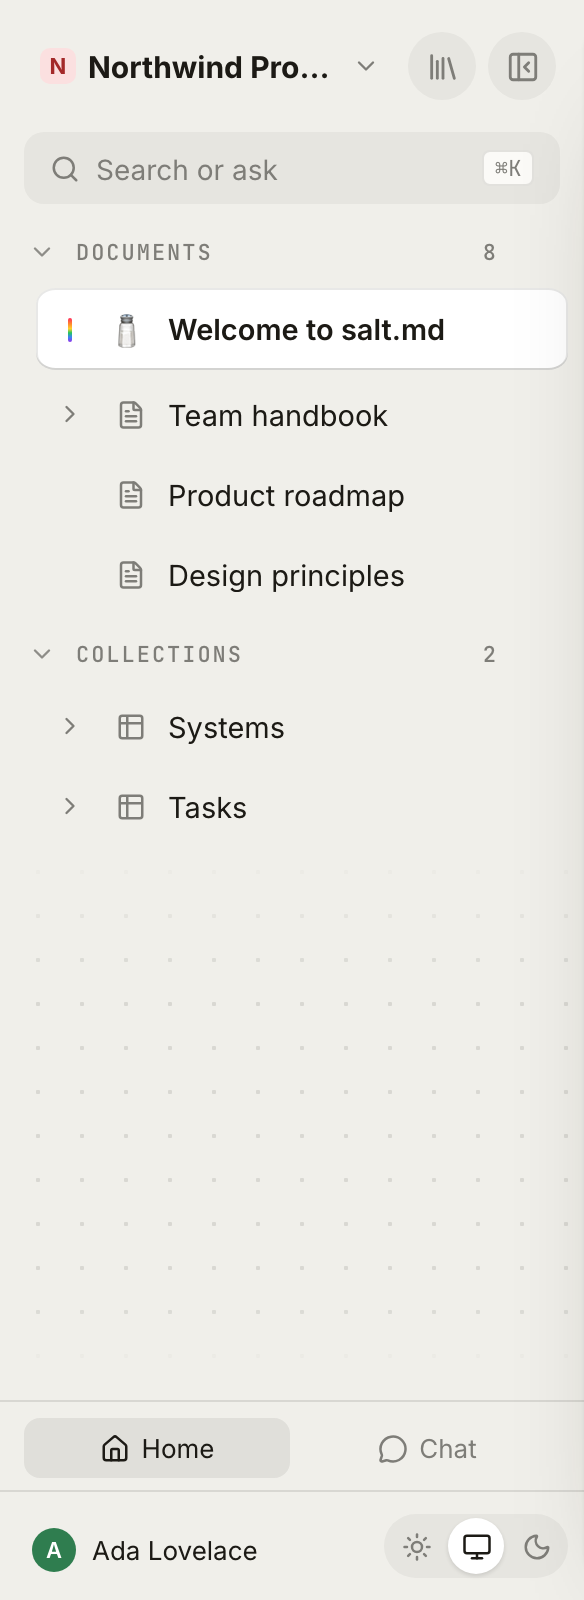 N Northwind Pro...
Search or ask ⌘K
DOCUMENTS 8
Welcome to salt.md
Team handbook
Product roadmap
Design principles
COLLECTIONS 2
Systems
Tasks
Home Chat
A Ada Lovelace